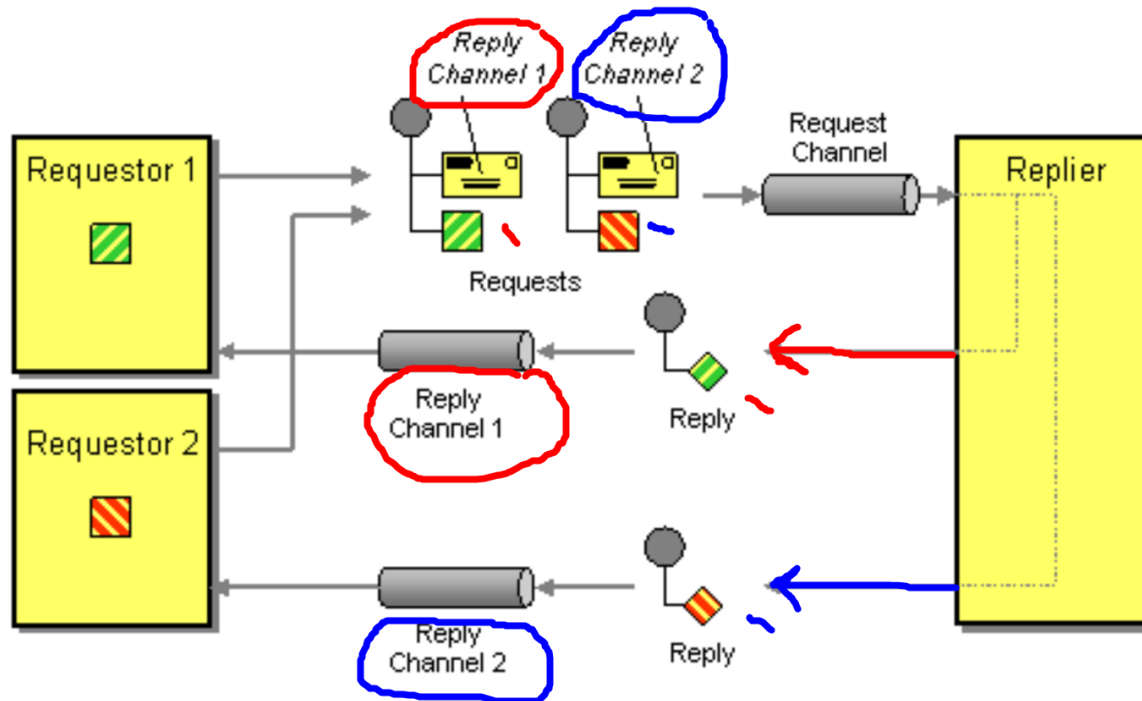 Reply
Channel 1
Reply
Channel 2
Request
Channel
Requestor 1
Replier
Requests
Reply
Channel 1
Reply
Requestor 2
Reply
Channel 2
Reply